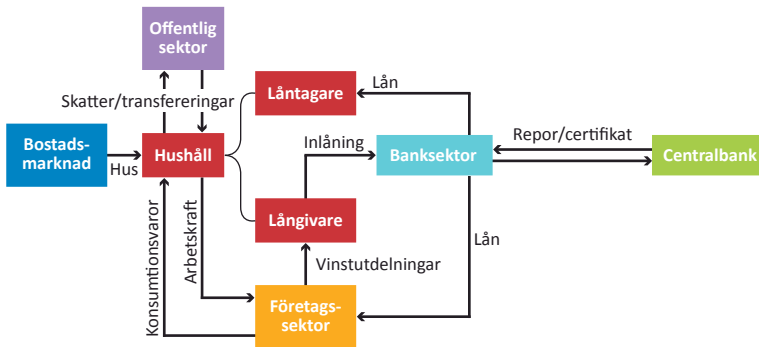 Offentlig
sektor
Lån
Skatter/transfereringar
Låntagare
Repor/certifikat
Bostads-
marknad
Hus
Hushåll
Inlåning
Banksektor
Centralbank
Långivare
Konsumtionsvaror
Arbetskraft
Lån
Vinstutdelningar
Företags-
sektor